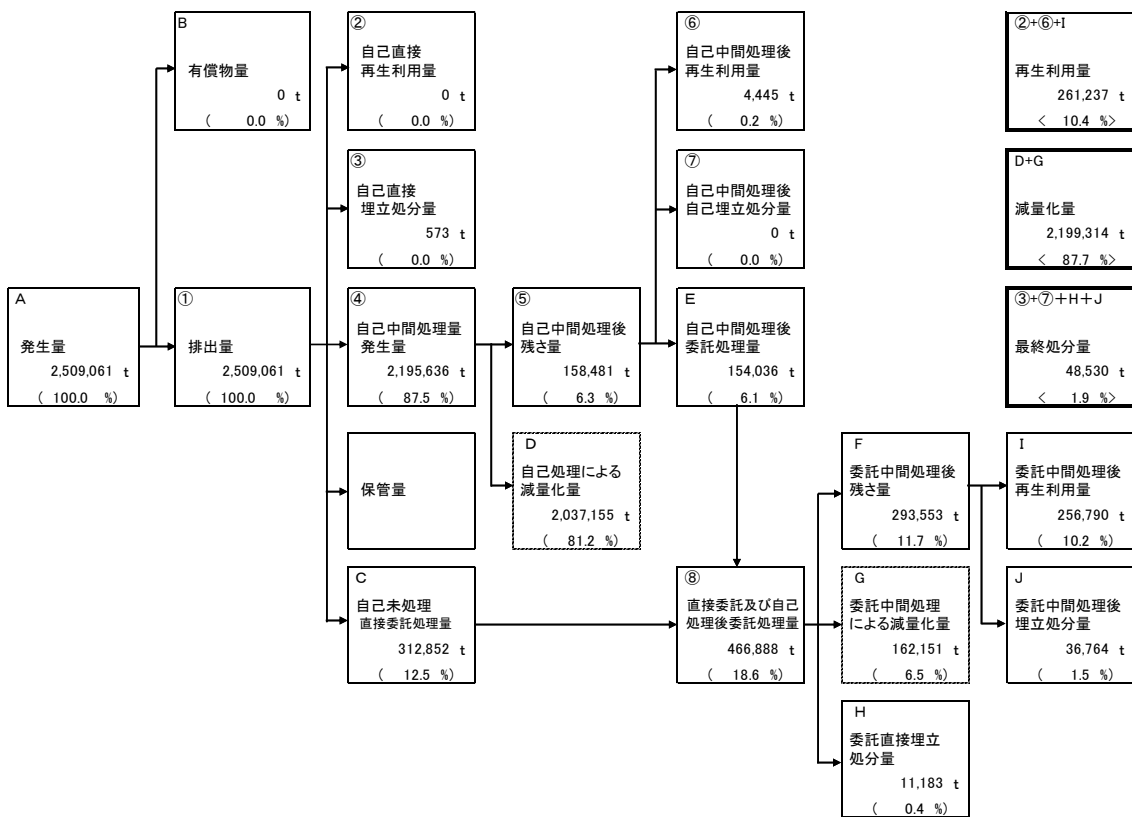 B
有償物量
0 t
( 0.0 %)
②
自己直接
再生利用量
0 t
( 0.0 %)
⑥
自己中間処理後
再生利用量
4,445 t
( 0.2 %)
②+⑥+I
再生利用量
261,237 t
< 10.4 %>
③
自己直接
埋立処分量
573 t
( 0.0 %)
⑦
自己中間処理後
自己埋立処分量
0 t
( 0.0 %)
D+G
減量化量
2,199,314 t
< 87.7 %>
A
発生量
2,509,061 t
( 100.0 %)
①
排出量
2,509,061 t
( 100.0 %)
④
自己中間処理量
発生量
2,195,636 t
( 87.5 %)
⑤
自己中間処理後
残さ量
158,481 t
( 6.3 %)
E
自己中間処理後
委託処理量
154,036 t
( 6.1 %)
③+⑦+H+J
最終処分量
48,530 t
< 1.9 %>
保管量
D
自己処理による
減量化量
2,037,155 t
( 81.2 %)
F
委託中間処理後
残さ量
293,553 t
( 11.7 %)
I
委託中間処理後
再生利用量
256,790 t
( 10.2 %)
C
自己未処理
直接委託処理量
312,852 t
( 12.5 %)
⑧
直接委託及び自己
処理後委託処理量
466,888 t
( 18.6 %)
G
委託中間処理
による減量化量
162,151 t
( 6.5 %)
J
委託中間処理後
埋立処分量
36,764 t
( 1.5 %)
H
委託直接埋立
処分量
11,183 t
( 0.4 %)